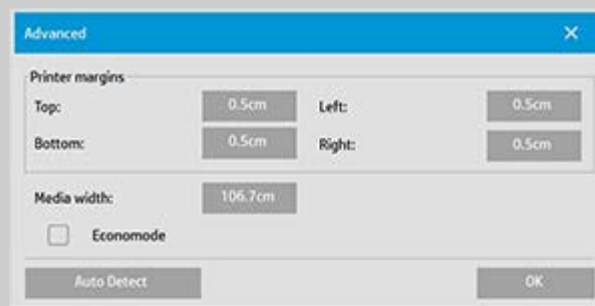 Advanced
Printer margins
Top: 0.5cm Left: 0.5cm
Bottom: 0.5cm Right: 0.5cm
Media width: 106.7cm
Economode
Auto Detect OK